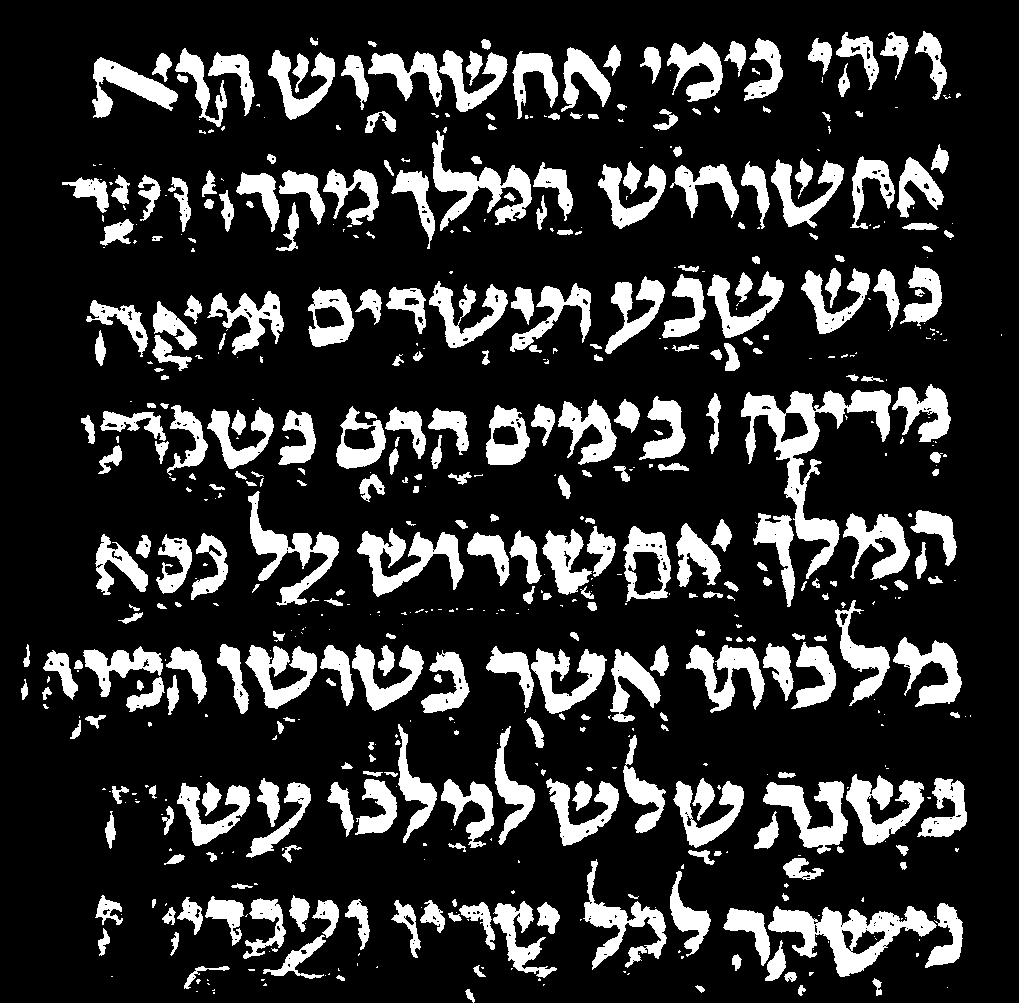 ויהי בימי אחשורוש הוא
אחשורוש המלך מהדו ועד
כוש שבע ועשרים ומאה
מדינה ׀ בימים ההם כשבת
המלך אחשורוש על כסא
מלכותו אשר בשושן הבירה
בשנת שלש למלכו עשה
משתה לכל שריו ועבדיו